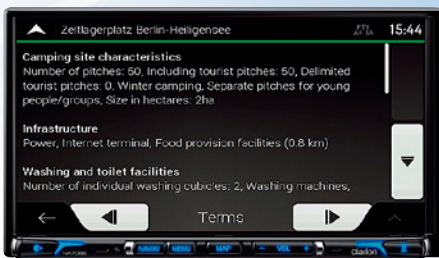 Zeitlagerplatz Berlin-Heiligensee
15:44
Camping site characteristics
Number of pitches: 50, Including tourist pitches: 50, Delimited
tourist pitches: 0, Winter camping, Separate pitches for young
people/groups, Size in hectares: 2ha
Infrastructure
Power, Internet terminal, Food provision facilities (0.8 km)
Washing and toilet facilities
Number of individual washing cubicles: 2, Washing machines,
Terms
NAVI/AV MENU MAP - VOL + clarion